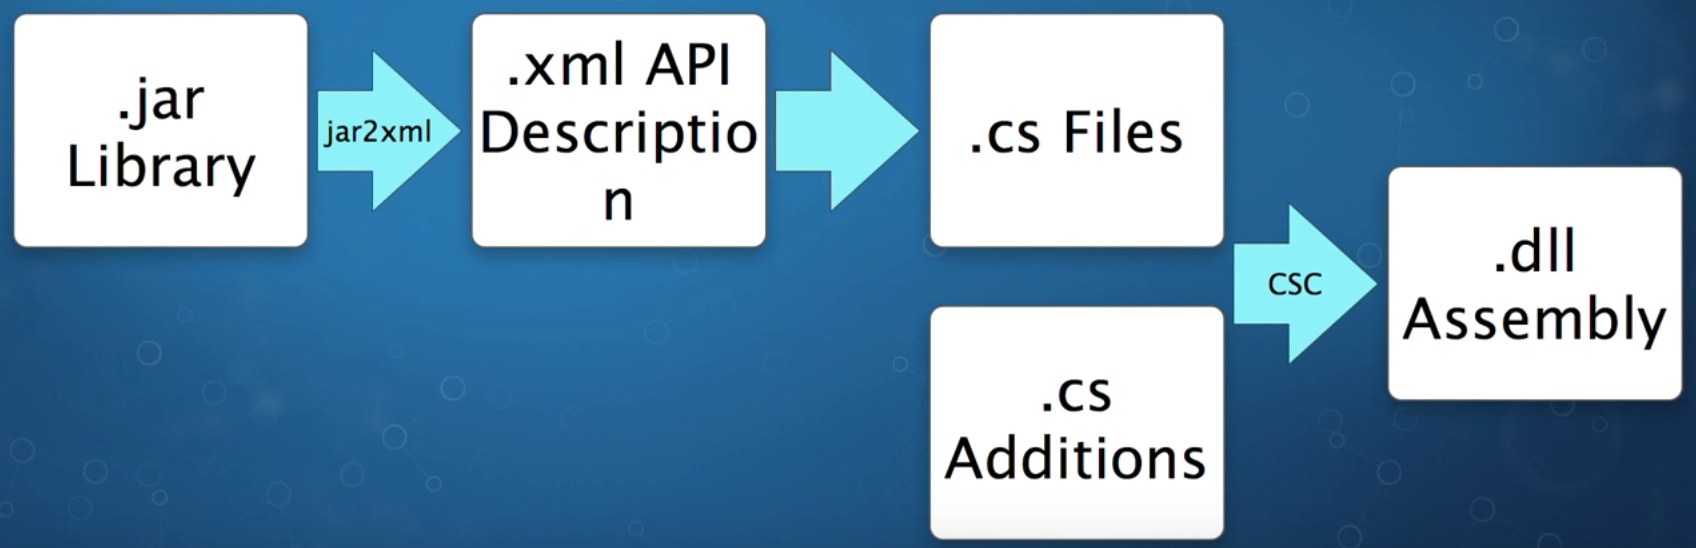 .jar
Library
jar2xml
.xml API
Descriptio
n
.cs Files
.cs
Additions
CSC
.dll
Assembly